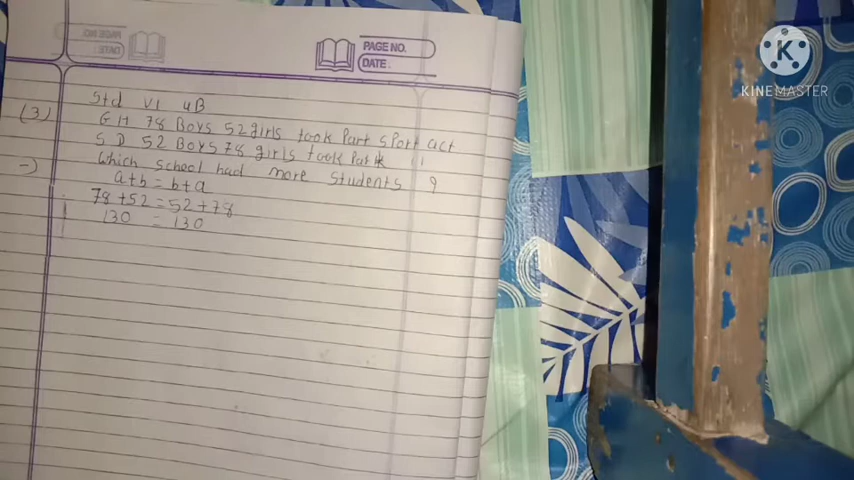 PAGE NO.
DATE:
KINEMASTER
Std VI 4B
(3) G H 78 Boys 52 girls took Part Sport act
S D 52 Boys 78 girls took Part "
→) Which school had more students ?
a+b = b+a
78+52 = 52+78
130 = 130